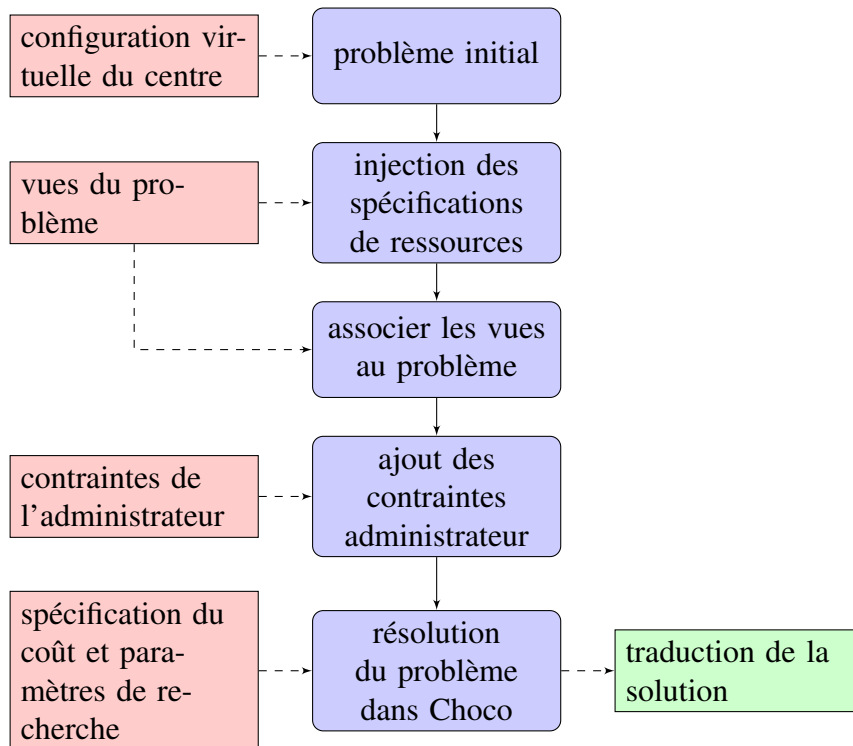 configuration vir-
tuelle du centre
problème initial
vues du pro-
blème
injection des
spécifications
de ressources
associer les vues
au problème
contraintes de
l'administrateur
ajout des
contraintes
administrateur
spécification du
coût et para-
mètres de re-
cherche
résolution
du problème
dans Choco
traduction de la
solution